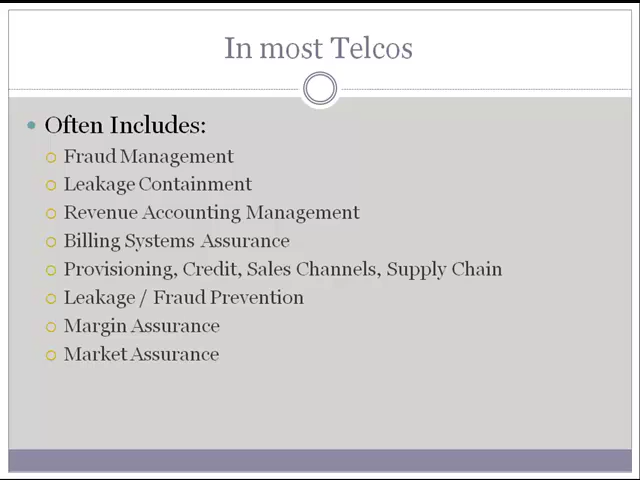 In most Telcos
Often Includes:
Fraud Management
Leakage Containment
Revenue Accounting Management
Billing Systems Assurance
Provisioning, Credit, Sales Channels, Supply Chain
Leakage / Fraud Prevention
Margin Assurance
Market Assurance